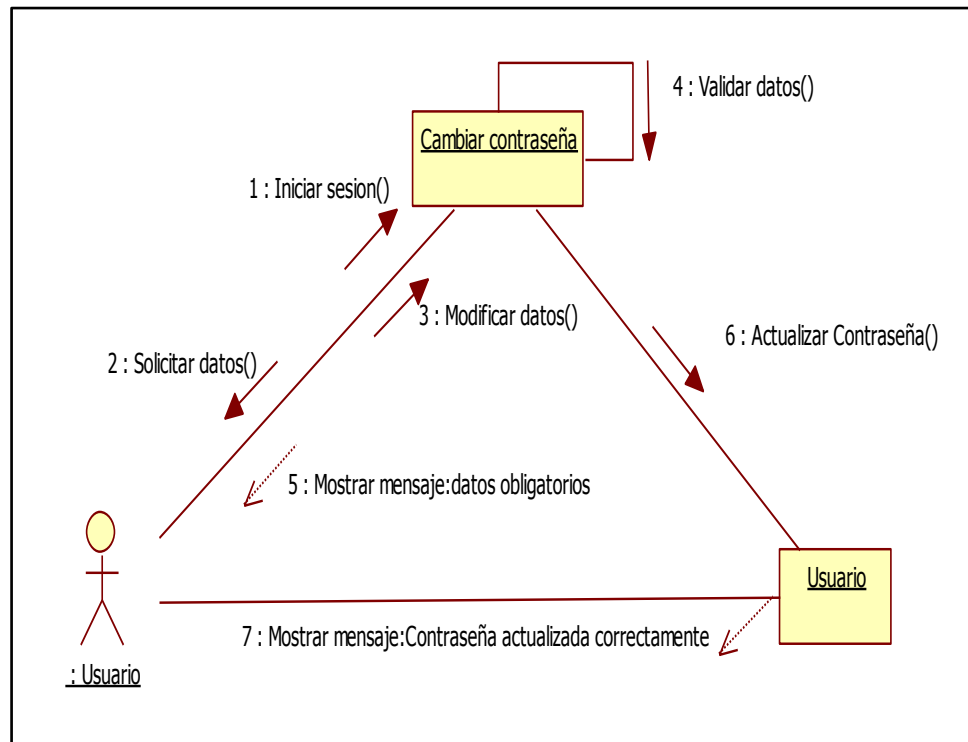 4 : Validar datos()
Cambiar contraseña
1 : Iniciar sesion()
3 : Modificar datos()
6 : Actualizar Contraseña()
2 : Solicitar datos()
5 : Mostrar mensaje:datos obligatorios
Usuario
7 : Mostrar mensaje:Contraseña actualizada correctamente
: Usuario